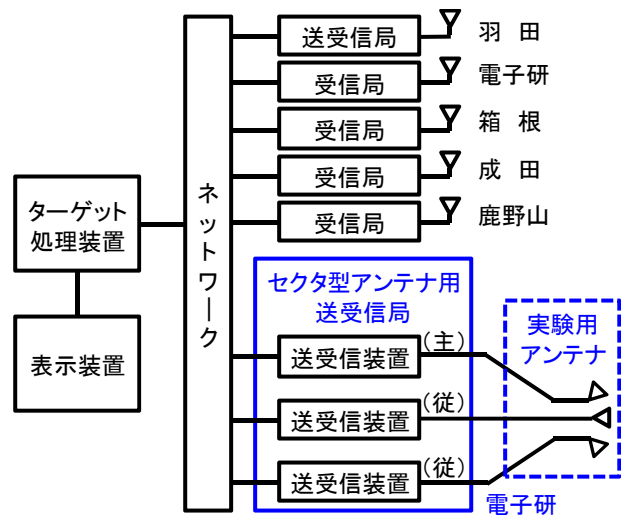 送受信局 羽 田
受信局 電子研
受信局 箱 根
受信局 成 田
受信局 鹿野山
ネットワーク
ターゲット
処理装置
表示装置
セクタ型アンテナ用
送受信局
実験用
アンテナ
送受信装置 (主)
送受信装置 (従)
送受信装置 (従)
電子研